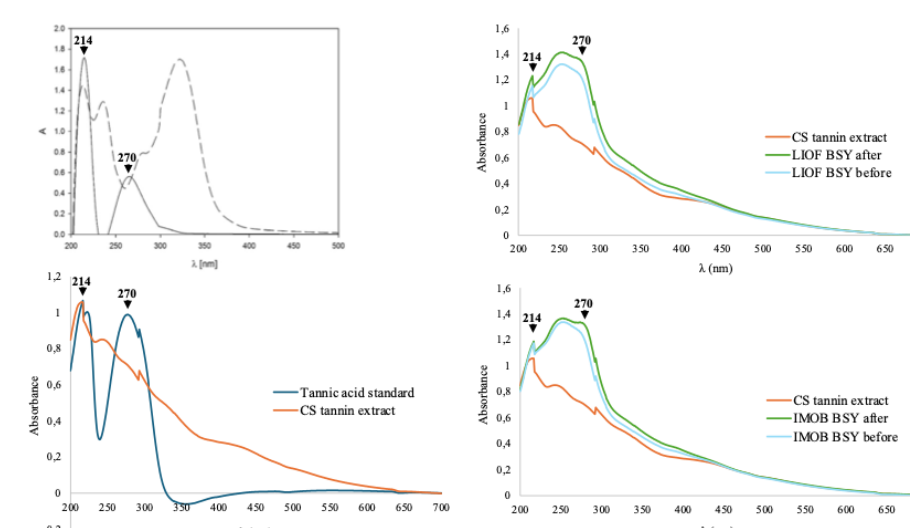 2.0
1.8
1.6
1.4
1.2
1.0
0.8
0.6
0.4
0.2
0.0
A
214
270
200 250 300 350 400 450 500
λ [nm]
1,6
1,4
1,2
1
0,8
0,6
0,4
0,2
0
Absorbance
214
270
CS tannin extract
LIOF BSY after
LIOF BSY before
200 250 300 350 400 450 500 550 600 650
λ (nm)
1,2
1
0,8
0,6
0,4
0,2
0
Absorbance
214
270
Tannic acid standard
CS tannin extract
200 250 300 350 400 450 500 550 600 650 700
1,6
1,4
1,2
1
0,8
0,6
0,4
0,2
0
Absorbance
214
270
CS tannin extract
IMOB BSY after
IMOB BSY before
200 250 300 350 400 450 500 550 600 650